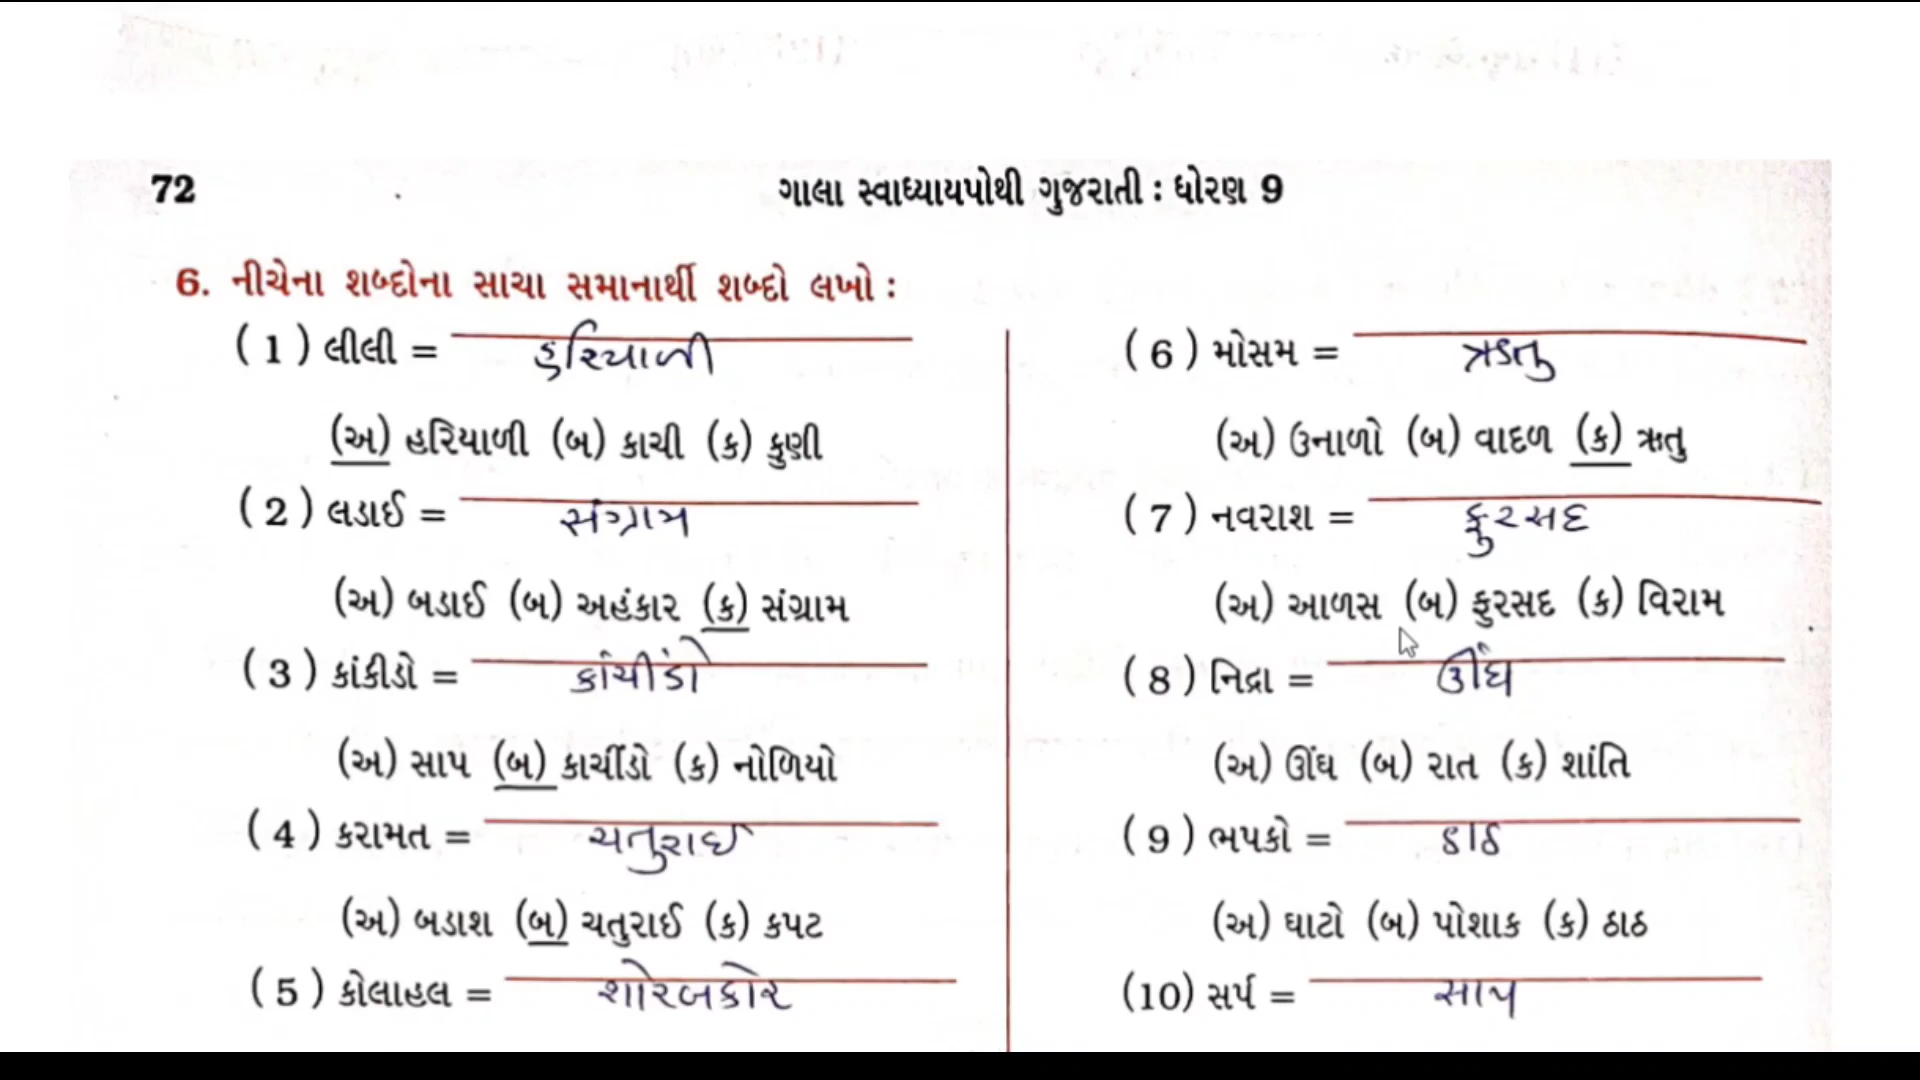 72
ગાલા સ્વાધ્યાયપોથી ગુજરાતી : ધોરણ 9
6. નીચેના શબ્દોના સાચા સમાનાર્થી શબ્દો લખો :
( 1 ) લીલી = હરિયાળી
(અ) હરિયાળી (બ) કાચી (ક) કુણી
( 2 ) લડાઈ = સંગ્રામ
(અ) બડાઈ (બ) અહંકાર (ક) સંગ્રામ
( 3 ) કાંકીડો = કાંચીડો
(અ) સાપ (બ) કાચીંડો (ક) નોળિયો
( 4 ) કરામત = ચતુરાઈ
(અ) બડાશ (બ) ચતુરાઈ (ક) કપટ
( 5 ) કોલાહલ = શોરબકોર
( 6 ) મોસમ = ઋતુ
(અ) ઉનાળો (બ) વાદળ (ક) ઋતુ
( 7 ) નવરાશ = ફુરસદ
(અ) આળસ (બ) ફુરસદ (ક) વિરામ
( 8 ) નિદ્રા = ઊંઘ
(અ) ઊંઘ (બ) રાત (ક) શાંતિ
( 9 ) ભપકો = ઠાઠ
(અ) ઘાટો (બ) પોશાક (ક) ઠાઠ
(10) સર્પ = સાપ